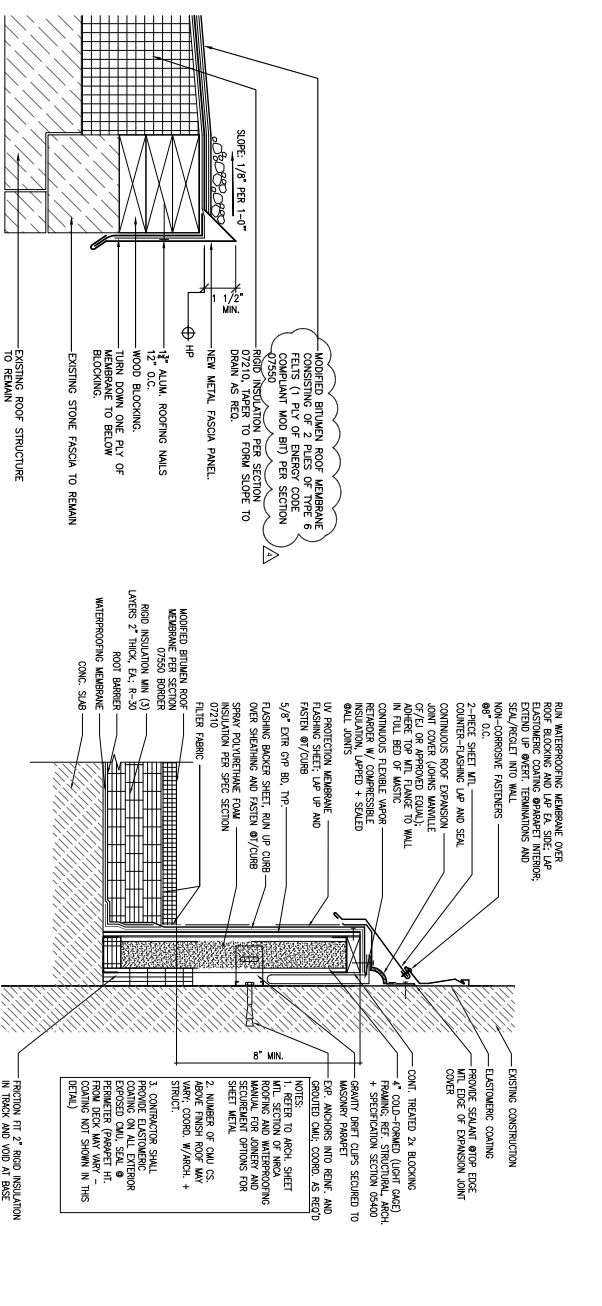 MODIFIED BITUMEN ROOF MEMBRANE
CONSISTING OF 2 PLIES OF TYPE 6
FELTS (1 PLY OF ENERGY CODE
COMPLIANT MOD BIT) PER SECTION
07550
4
RIGID INSULATION PER SECTION
07210, TAPER TO FORM SLOPE TO
DRAIN AS REQ.
SLOPE: 1/8" PER 1-0"
1 1/2"
MIN.
HP
NEW METAL FASCIA PANEL.
1¾" ALUM. ROOFING NAILS
12" O.C.
WOOD BLOCKING.
TURN DOWN ONE PLY OF
MEMBRANE TO BELOW
BLOCKING.
EXISTING STONE FASCIA TO REMAIN
EXISTING ROOF STRUCTURE
TO REMAIN
RUN WATERPROOFING MEMBRANE OVER
ROOF BLOCKING AND LAP EA. SIDE; LAP
ELASTOMERIC COATING @PARAPET INTERIOR;
EXTEND UP @VERT. TERMINATIONS AND
SEAL/REGLET INTO WALL
NON-CORROSIVE FASTENERS
@8" O.C.
2-PIECE SHEET MTL
COUNTER-FLASHING LAP AND SEAL
CONTINUOUS ROOF EXPANSION
JOINT COVER (JOHNS MANVILLE
CF/EJ OR APPROVED EQUAL);
ADHERE TOP MTL FLANGE TO WALL
IN FULL BED OF MASTIC
CONTINUOUS FLEXIBLE VAPOR
RETARDER W/ COMPRESSIBLE
INSULATION, LAPPED + SEALED
@ALL JOINTS
UV PROTECTION MEMBRANE
FLASHING SHEET; LAP UP AND
FASTEN @T/CURB
5/8" EXTR GYP BD, TYP.
FLASHING BACKER SHEET, RUN UP CURB
OVER SHEATHING AND FASTEN @T/CURB
SPRAY POLYURETHANE FOAM
INSULATION PER SPEC SECTION
07210
FILTER FABRIC
MODIFIED BITUMEN ROOF
MEMBRANE PER SECTION
07550 BORDER
RIGID INSULATION MIN (3)
LAYERS 2" THICK, EA.; R-30
ROOT BARRIER
WATERPROOFING MEMBRANE
CONC. SLAB
8" MIN.
EXISTING CONSTRUCTION
ELASTOMERIC COATING
PROVIDE SEALANT @TOP EDGE
MTL EDGE OF EXPANSION JOINT
COVER
CONT. TREATED 2x BLOCKING
4" COLD-FORMED (LIGHT GAGE)
FRAMING; REF. STRUCTURAL, ARCH.
+ SPECIFICATION SECTION 05400
GRAVITY DRIFT CLIPS SECURED TO
MASONRY PARAPET
EXP. ANCHORS INTO REINF. AND
GROUTED CMU; COORD. AS REQ'D
NOTES:
1. REFER TO ARCH. SHEET
MTL SECTION OF NRCA
ROOFING AND WATERPROOFING
MANUAL FOR JOINERY AND
SECUREMENT OPTIONS FOR
SHEET METAL
2. NUMBER OF CMU CS.
ABOVE FINISH ROOF MAY
VARY; COORD. W/ARCH. +
STRUCT.
3. CONTRACTOR SHALL
PROVIDE ELASTOMERIC
COATING ON ALL EXTERIOR
EXPOSED CMU, SEAL @
PERIMETER (PARAPET HT.
FROM DECK MAY VARY –
COATING NOT SHOWN IN THIS
DETAIL)
FRICTION FIT 2" RIGID INSULATION
IN TRACK AND VOID AT BASE